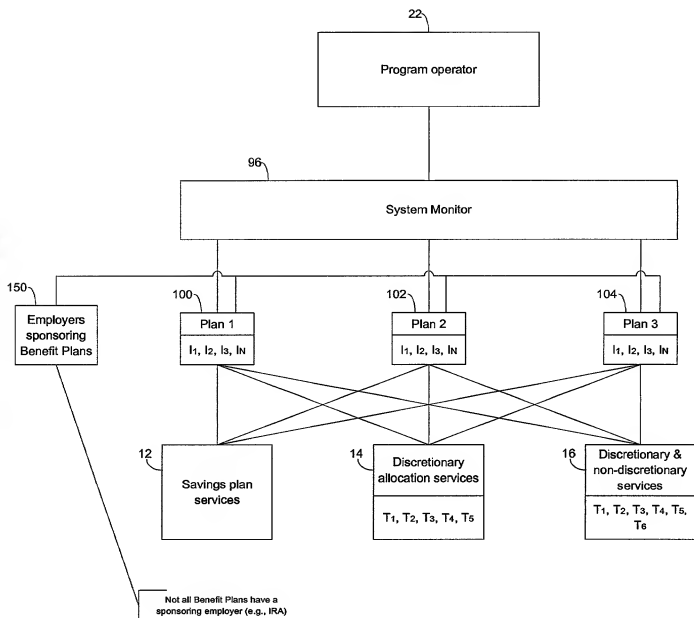 22
Program operator
96
System Monitor
150
Employers
sponsoring
Benefit Plans
100
Plan 1
I₁, I₂, I₃, Iɴ
102
Plan 2
I₁, I₂, I₃, Iɴ
104
Plan 3
I₁, I₂, I₃, Iɴ
12
Savings plan
services
14
Discretionary
allocation services
T₁, T₂, T₃, T₄, T₅
16
Discretionary &
non-discretionary
services
T₁, T₂, T₃, T₄, T₅,
T₆
Not all Benefit Plans have a
sponsoring employer (e.g., IRA)